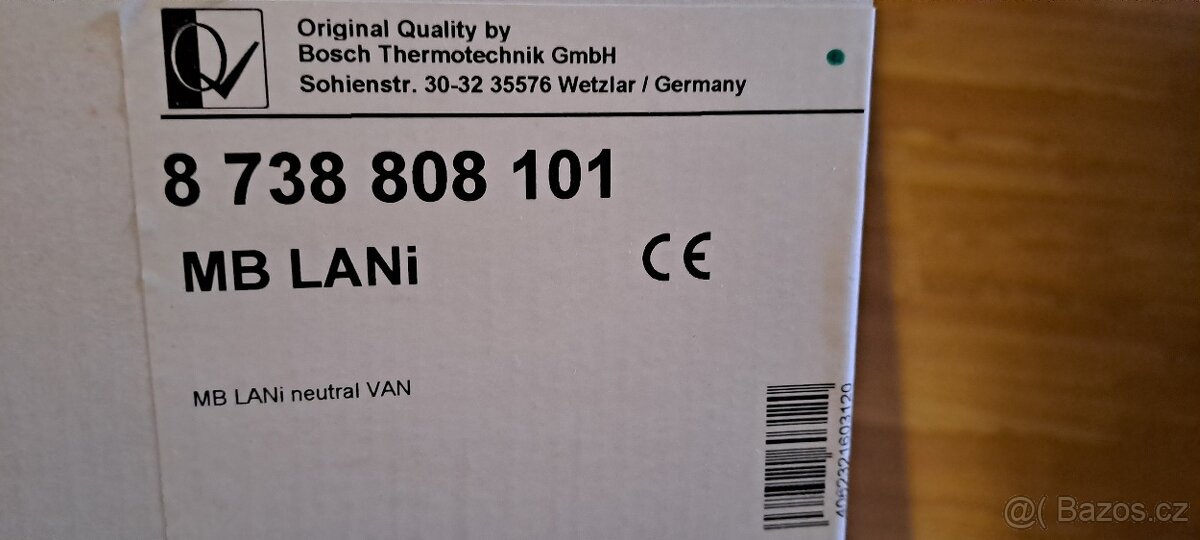 Original Quality by
Bosch Thermotechnik GmbH
Sohienstr. 30-32 35576 Wetzlar / Germany
8 738 808 101
MB LANi
CE
MB LANi neutral VAN
4062321603120
@( Bazos.cz